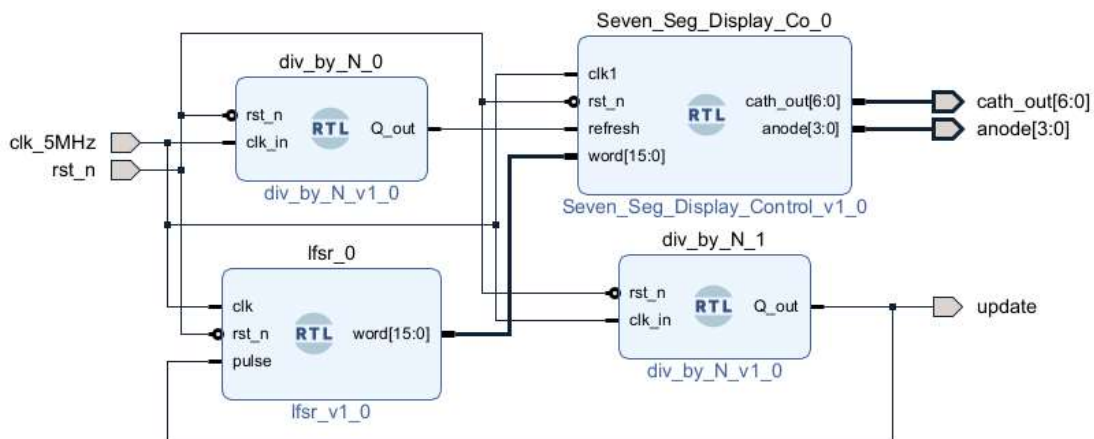 Seven_Seg_Display_Co_0
div_by_N_0
clk1
rst_n
RTL
cath_out[6:0]
cath_out[6:0]
rst_n
RTL
Q_out
refresh
RTL
anode[3:0]
anode[3:0]
clk_5MHz
clk_in
word[15:0]
rst_n
div_by_N_v1_0
Seven_Seg_Display_Control_v1_0
lfsr_0
div_by_N_1
clk
rst_n
RTL
word[15:0]
pulse
lfsr_v1_0
rst_n
RTL
Q_out
update
clk_in
div_by_N_v1_0